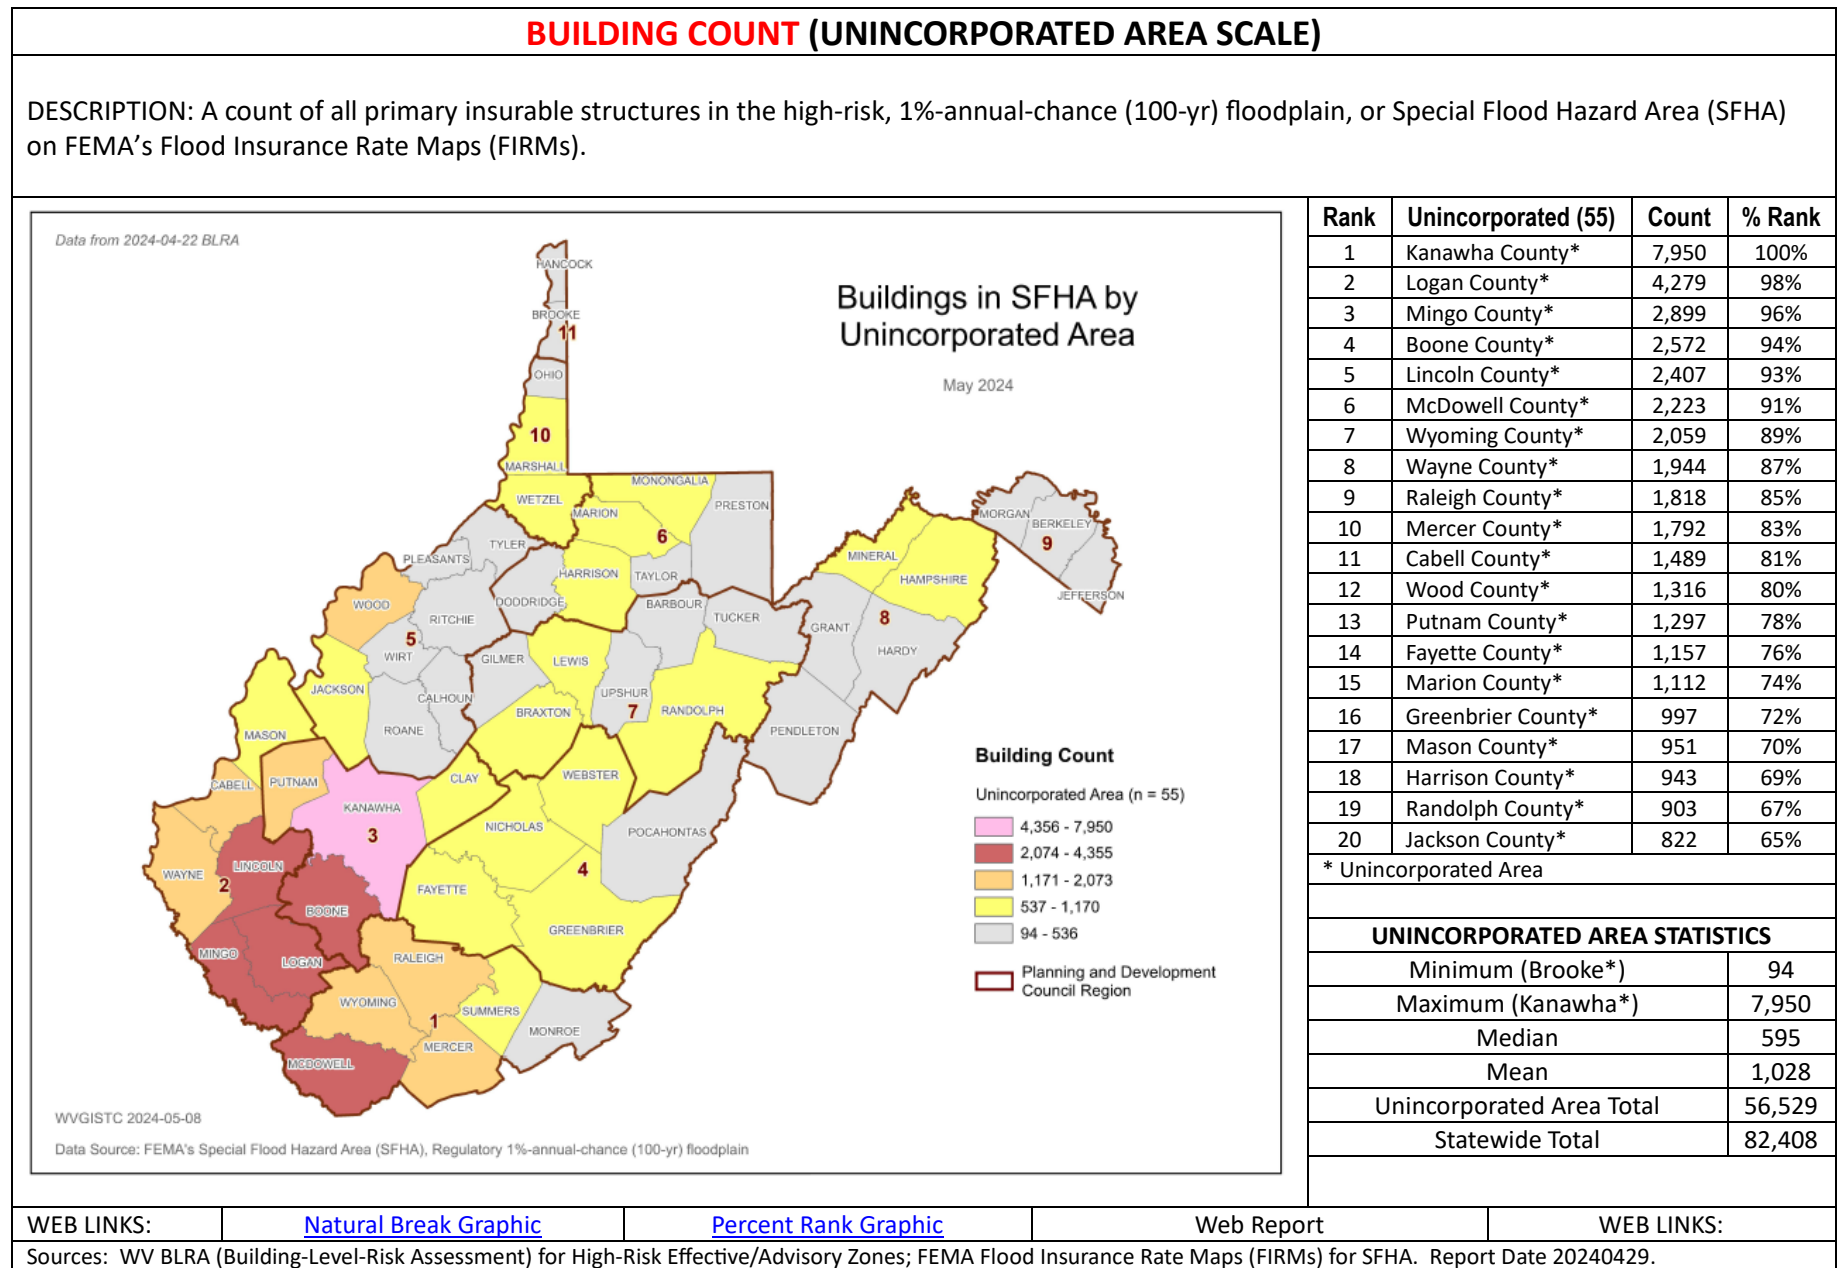 BUILDING COUNT (UNINCORPORATED AREA SCALE)
DESCRIPTION: A count of all primary insurable structures in the high-risk, 1%-annual-chance (100-yr) floodplain, or Special Flood Hazard Area (SFHA)
on FEMA's Flood Insurance Rate Maps (FIRMs).
Data from 2024-04-22 BLRA
Buildings in SFHA by
Unincorporated Area
May 2024
HANCOCK
BROOKE
11
OHIO
10
MARSHALL
WETZEL
MONONGALIA
MARION
PRESTON
6
TYLER
PLEASANTS
HARRISON
TAYLOR
MORGAN
BERKELEY
9
JEFFERSON
MINERAL
HAMPSHIRE
WOOD
DODDRIDGE
BARBOUR
TUCKER
RITCHIE
5
WIRT
GRANT
8
HARDY
GILMER
LEWIS
JACKSON
CALHOUN
UPSHUR
7
RANDOLPH
BRAXTON
ROANE
MASON
PENDLETON
CABELL
PUTNAM
CLAY
WEBSTER
KANAWHA
3
NICHOLAS
POCAHONTAS
LINCOLN
WAYNE
2
FAYETTE
4
BOONE
GREENBRIER
MINGO
LOGAN
RALEIGH
WYOMING
SUMMERS
1
MONROE
MERCER
MCDOWELL
Building Count
Unincorporated Area (n = 55)
4,356 - 7,950
2,074 - 4,355
1,171 - 2,073
537 - 1,170
94 - 536
Planning and Development
Council Region
WVGISTC 2024-05-08
Data Source: FEMA's Special Flood Hazard Area (SFHA), Regulatory 1%-annual-chance (100-yr) floodplain
Rank Unincorporated (55) Count % Rank
1 Kanawha County* 7,950 100%
2 Logan County* 4,279 98%
3 Mingo County* 2,899 96%
4 Boone County* 2,572 94%
5 Lincoln County* 2,407 93%
6 McDowell County* 2,223 91%
7 Wyoming County* 2,059 89%
8 Wayne County* 1,944 87%
9 Raleigh County* 1,818 85%
10 Mercer County* 1,792 83%
11 Cabell County* 1,489 81%
12 Wood County* 1,316 80%
13 Putnam County* 1,297 78%
14 Fayette County* 1,157 76%
15 Marion County* 1,112 74%
16 Greenbrier County* 997 72%
17 Mason County* 951 70%
18 Harrison County* 943 69%
19 Randolph County* 903 67%
20 Jackson County* 822 65%
* Unincorporated Area
UNINCORPORATED AREA STATISTICS
Minimum (Brooke*) 94
Maximum (Kanawha*) 7,950
Median 595
Mean 1,028
Unincorporated Area Total 56,529
Statewide Total 82,408
WEB LINKS: Natural Break Graphic Percent Rank Graphic Web Report WEB LINKS:
Sources: WV BLRA (Building-Level-Risk Assessment) for High-Risk Effective/Advisory Zones; FEMA Flood Insurance Rate Maps (FIRMs) for SFHA. Report Date 20240429.